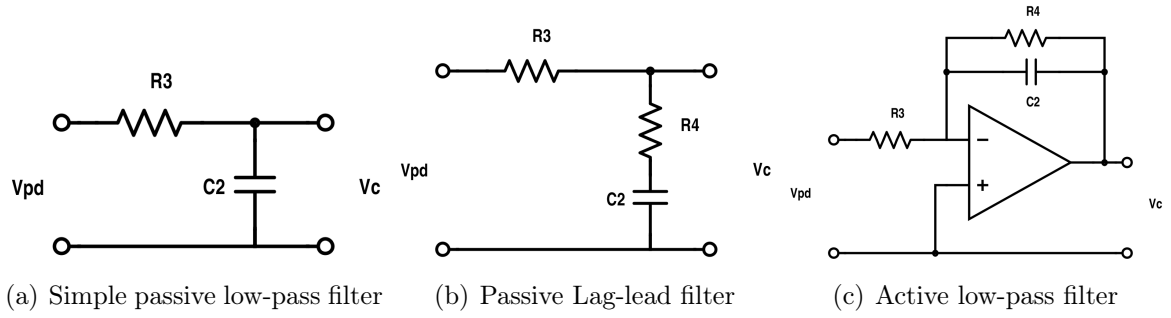 R3
C2
Vpd
Vc
(a) Simple passive low-pass filter
R3
R4
C2
Vpd
Vc
(b) Passive Lag-lead filter
R4
C2
R3
−
+
Vpd
Vc
(c) Active low-pass filter